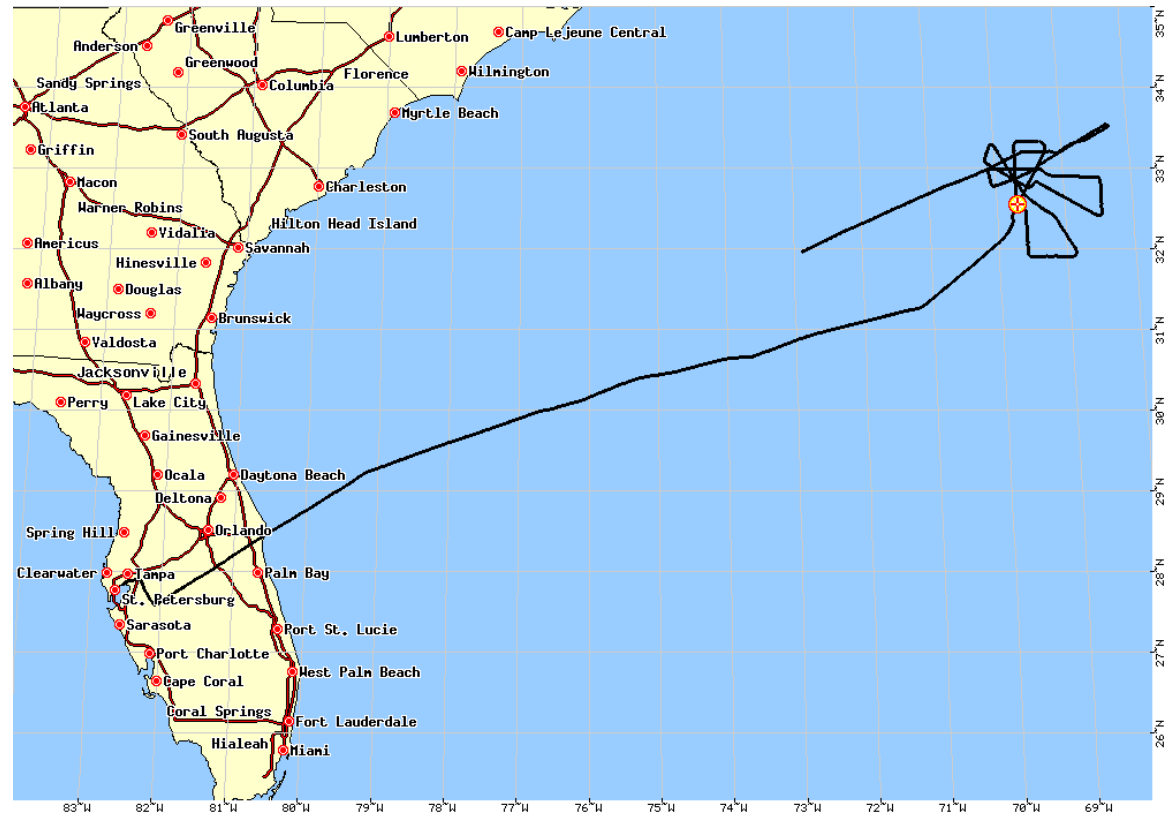 Greenville
35°N
Camp-Lejeune Central
Lumberton
Anderson
Greenwood
Florence
Wilmington
Sandy Springs
Columbia
34°N
Atlanta
Myrtle Beach
South Augusta
Griffin
33°N
Macon
Charleston
Warner Robins
Hilton Head Island
Vidalia
Americus
Savannah
32°N
Hinesville
Albany
Douglas
Waycross
Brunswick
31°N
Valdosta
Jacksonville
Lake City
Perry
30°N
Gainesville
Ocala
Daytona Beach
29°N
Deltona
Spring Hill
Orlando
Clearwater
Tampa
Palm Bay
28°N
St. Petersburg
Sarasota
Port St. Lucie
Port Charlotte
27°N
West Palm Beach
Cape Coral
Coral Springs
Fort Lauderdale
26°N
Hialeah
Miami
83°W 82°W 81°W 80°W 79°W 78°W 77°W 76°W 75°W 74°W 73°W 72°W 71°W 70°W 69°W